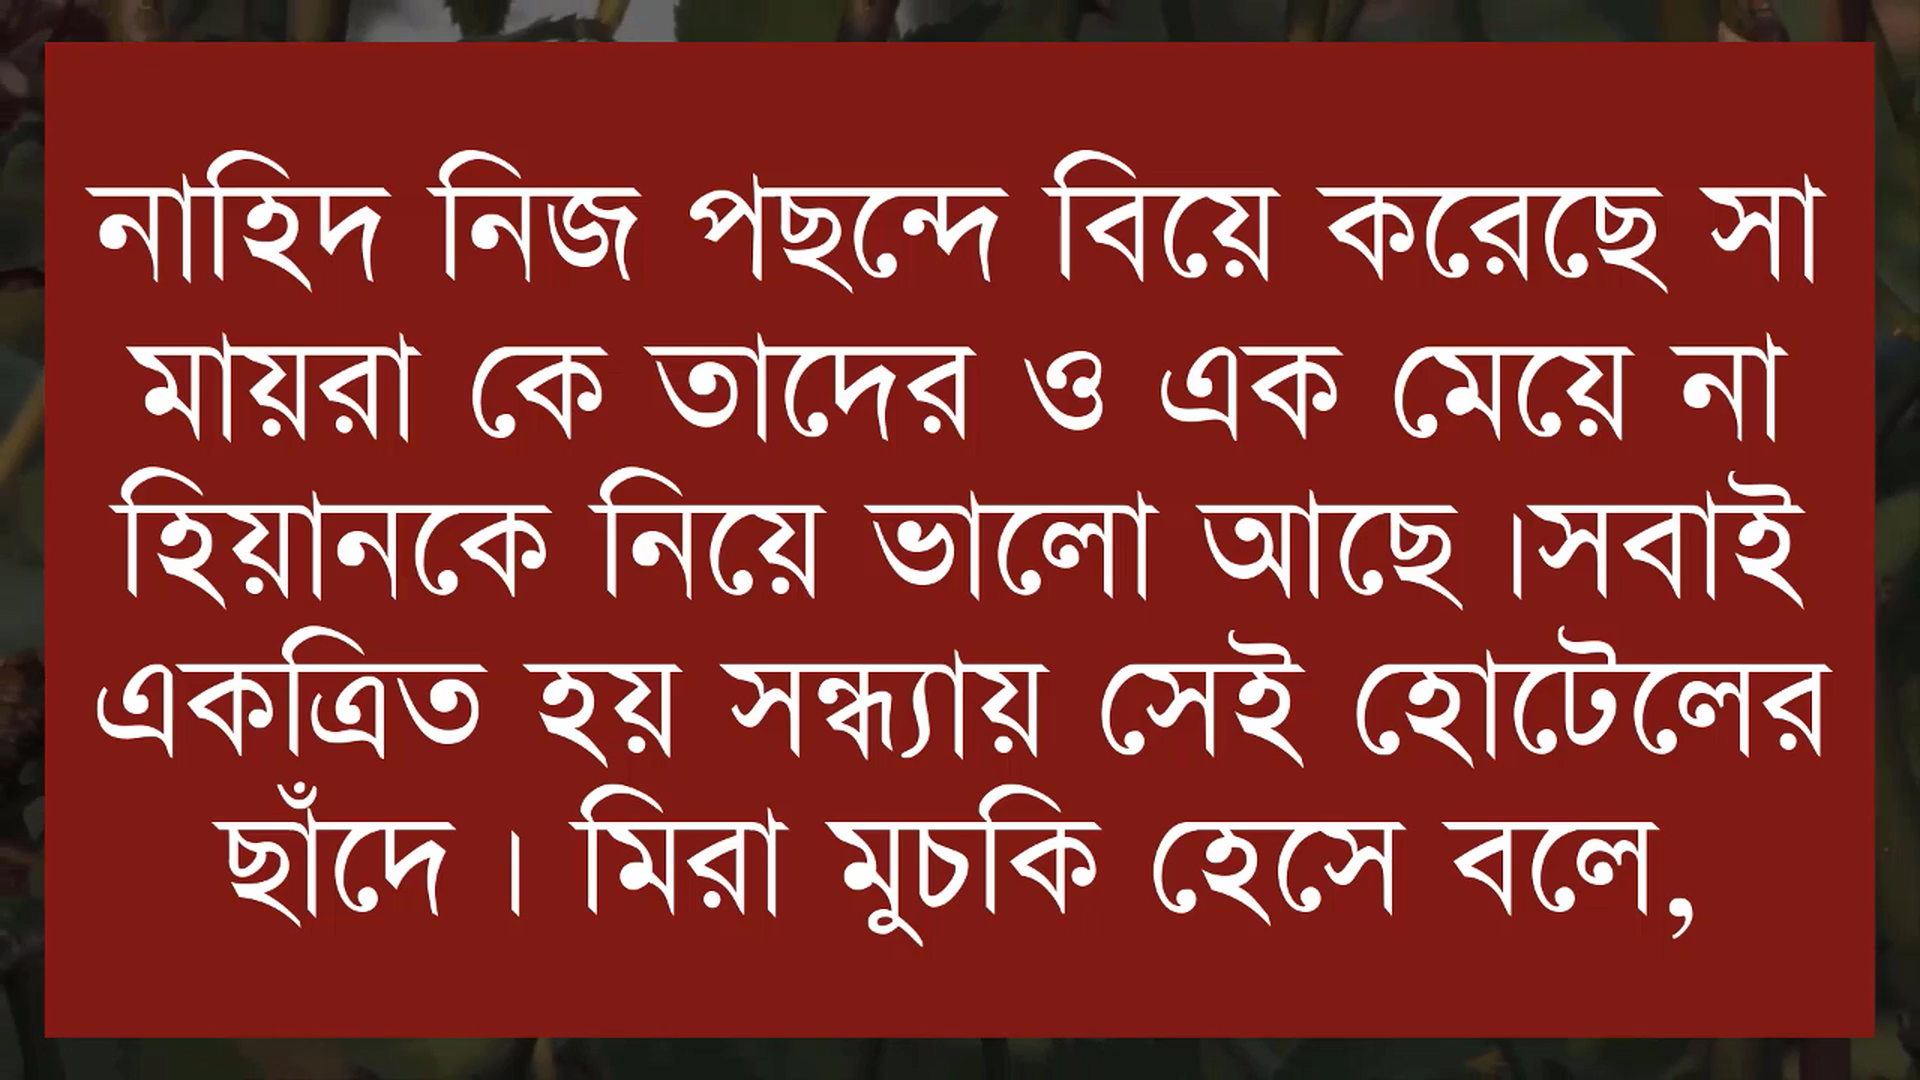 নাহিদ নিজ পছন্দে বিয়ে করেছে সা
মায়রা কে তাদের ও এক মেয়ে না
হিয়ানকে নিয়ে ভালো আছে ।সবাই
একত্রিত হয় সন্ধ্যায় সেই হোটেলের
ছাঁদে । মিরা মুচকি হেসে বলে,